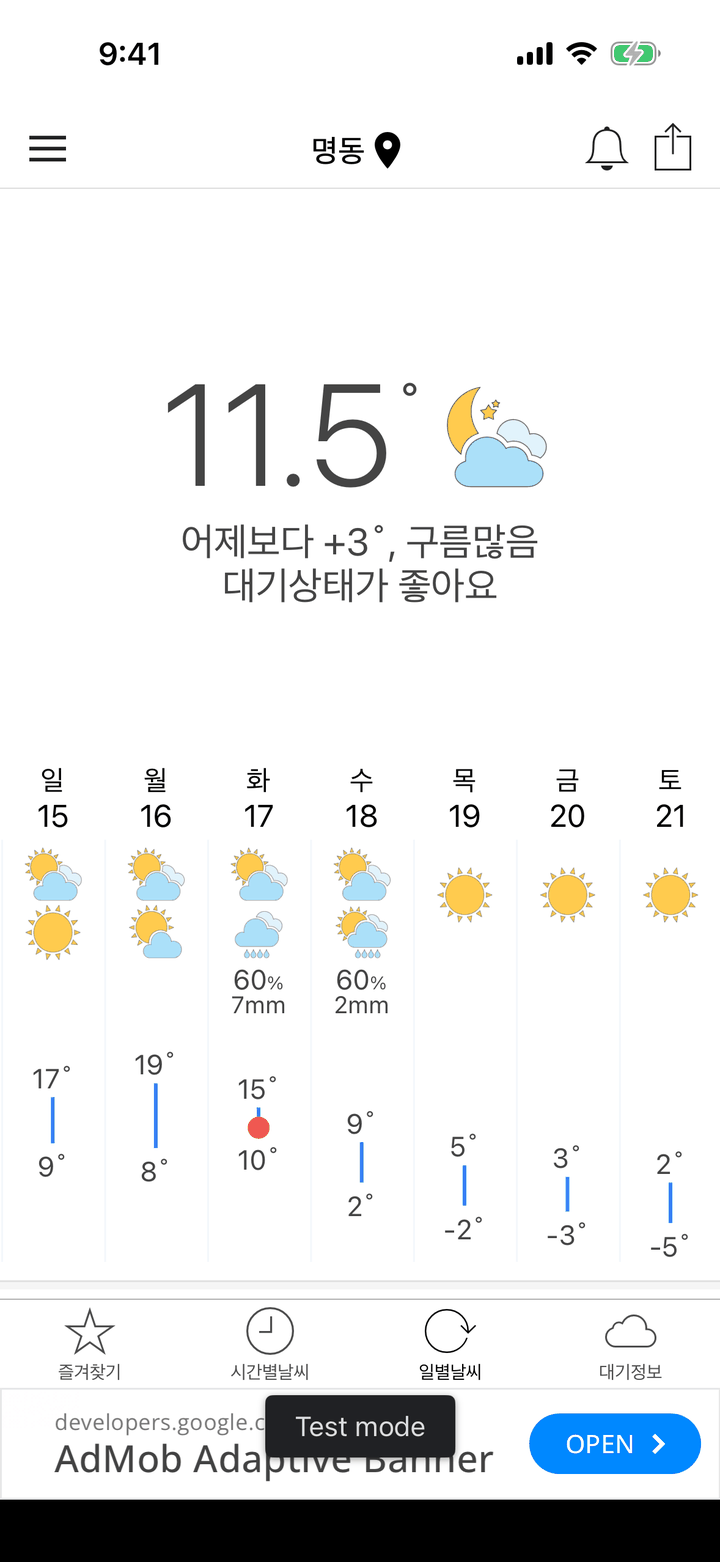 9:41
명동
11.5°
어제보다 +3°, 구름많음
대기상태가 좋아요
일 월 화 수 목 금 토
15 16 17 18 19 20 21
60% 60%
7mm 2mm
17° 19° 15° 9° 5° 3° 2°
9° 8° 10° 2° -2° -3° -5°
즐겨찾기 시간별날씨 일별날씨 대기정보
developers.google.c
Test mode
AdMob Adaptive Banner
OPEN